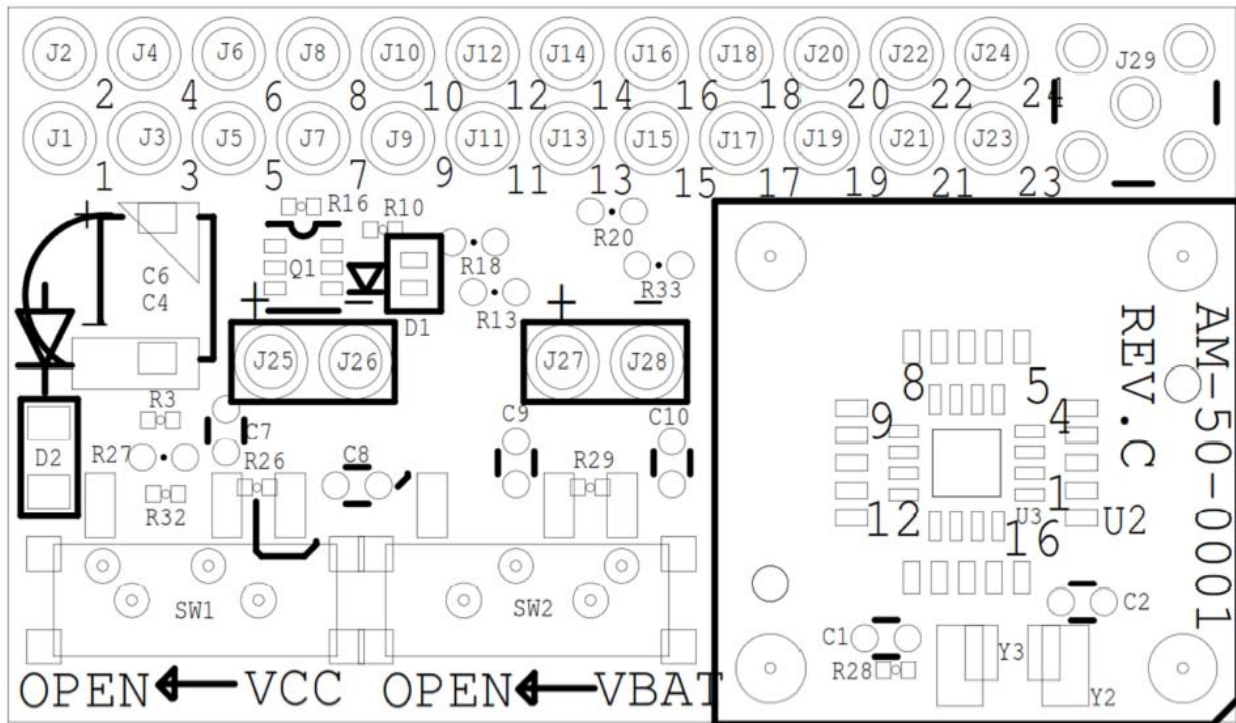 J2 J4 J6 J8 J10 J12 J14 J16 J18 J20 J22 J24 J29
2 4 6 8 10 12 14 16 18 20 22 24
J1 J3 J5 J7 J9 J11 J13 J15 J17 J19 J21 J23
1 3 5 7 9 11 13 15 17 19 21 23
+ R16 R10 R20
C6 Q1 R18 R33
C4 + − R13 + −
D1
J25 J26 J27 J28
R3 C7 C9 C10
D2 R27 R26 C8 R29
R32
SW1 SW2
OPEN VCC OPEN VBAT
AM-50-0001
REV.C
8 5
9 4
12 1 U3 U2
16
C2
C1 Y3
R28 Y2